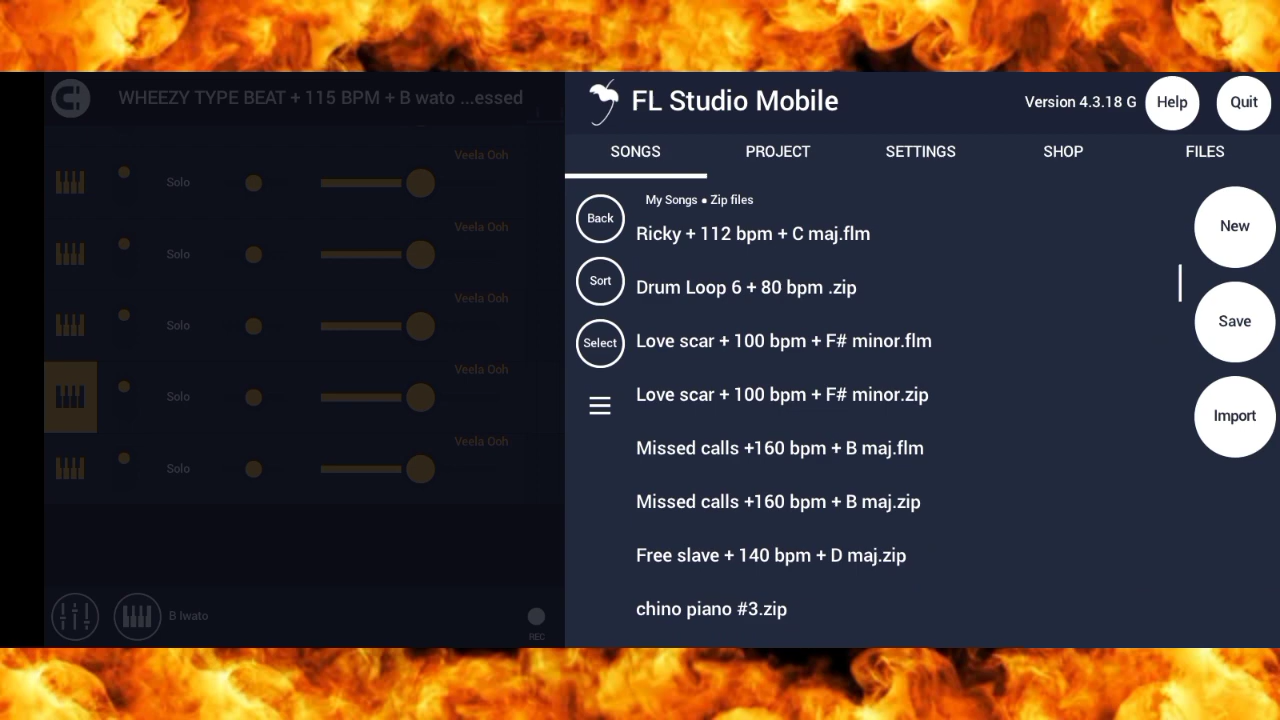 WHEEZY TYPE BEAT + 115 BPM + B wato ...essed
Veela Ooh
Solo
Veela Ooh
Solo
Veela Ooh
Solo
Veela Ooh
Solo
Veela Ooh
Solo
B Iwato
REC
FL Studio Mobile
Version 4.3.18 G
Help
Quit
SONGS
PROJECT
SETTINGS
SHOP
FILES
My Songs • Zip files
Back
Sort
Select
Ricky + 112 bpm + C maj.flm
Drum Loop 6 + 80 bpm .zip
Love scar + 100 bpm + F# minor.flm
Love scar + 100 bpm + F# minor.zip
Missed calls +160 bpm + B maj.flm
Missed calls +160 bpm + B maj.zip
Free slave + 140 bpm + D maj.zip
chino piano #3.zip
New
Save
Import